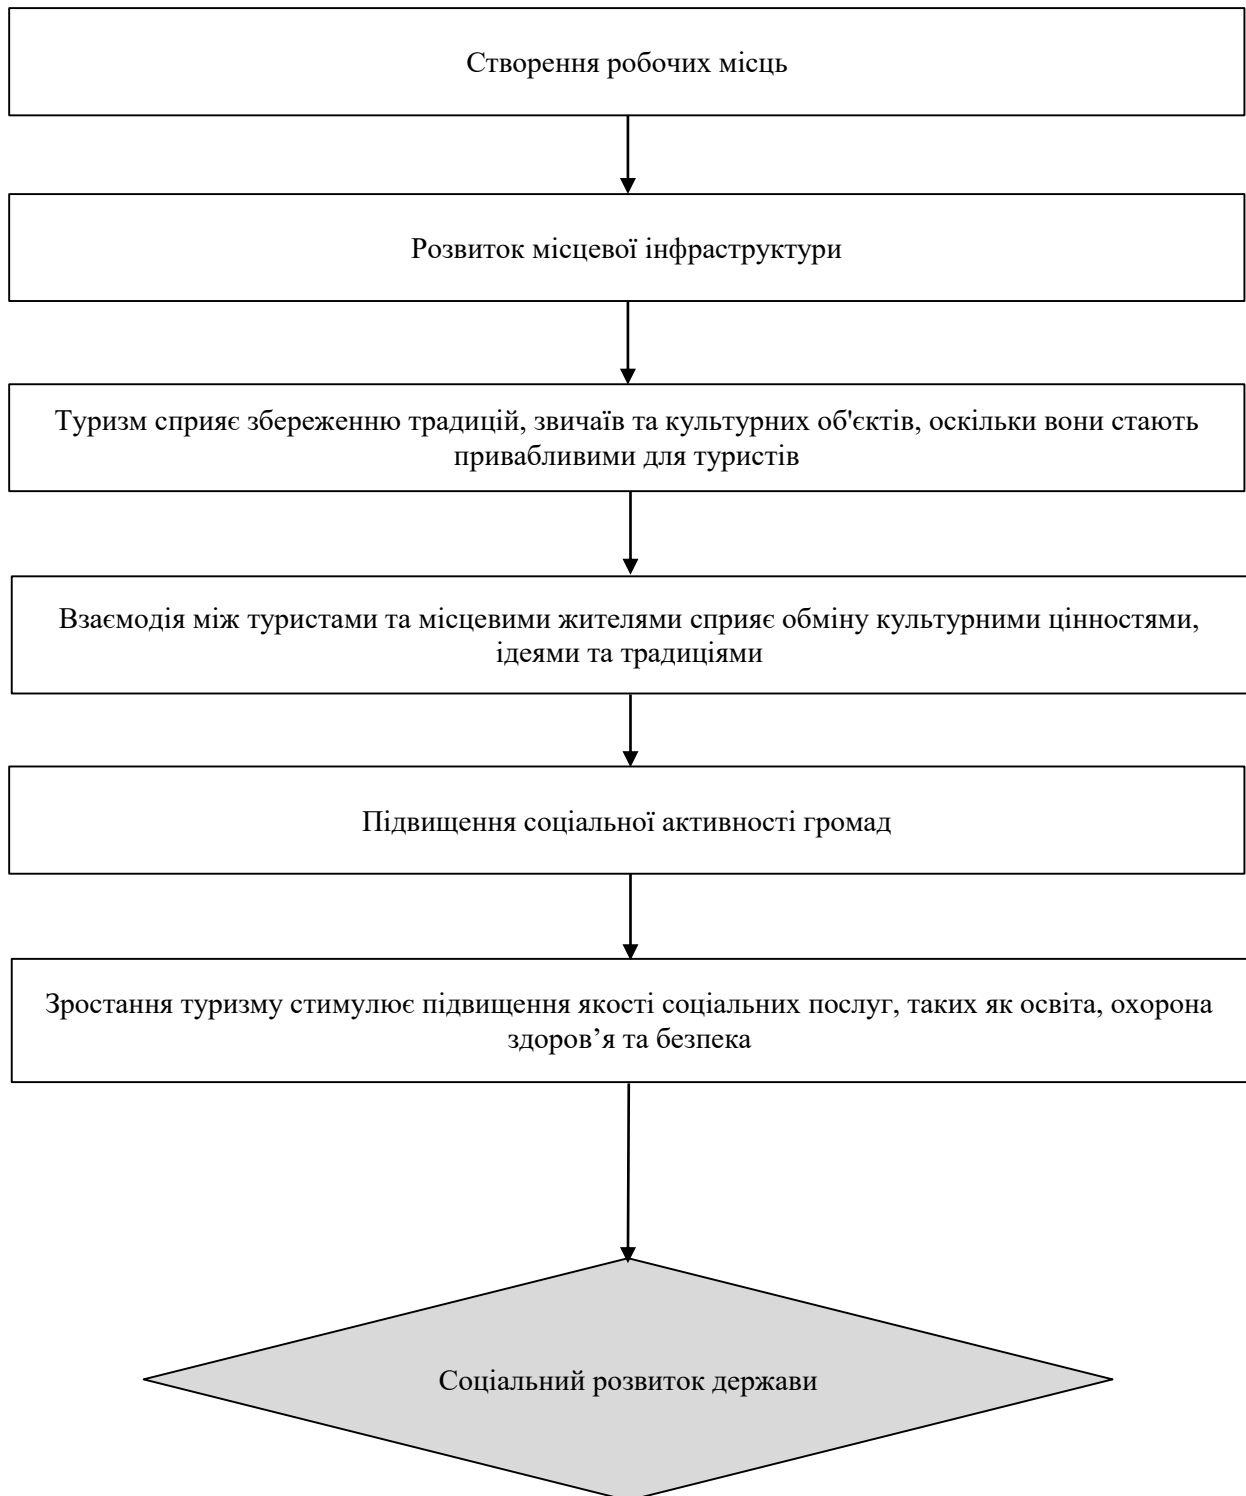 Створення робочих місць
Розвиток місцевої інфраструктури
Туризм сприяє збереженню традицій, звичаїв та культурних об'єктів, оскільки вони стають
привабливими для туристів
Взаємодія між туристами та місцевими жителями сприяє обміну культурними цінностями,
ідеями та традиціями
Підвищення соціальної активності громад
Зростання туризму стимулює підвищення якості соціальних послуг, таких як освіта, охорона
здоров’я та безпека
Соціальний розвиток держави